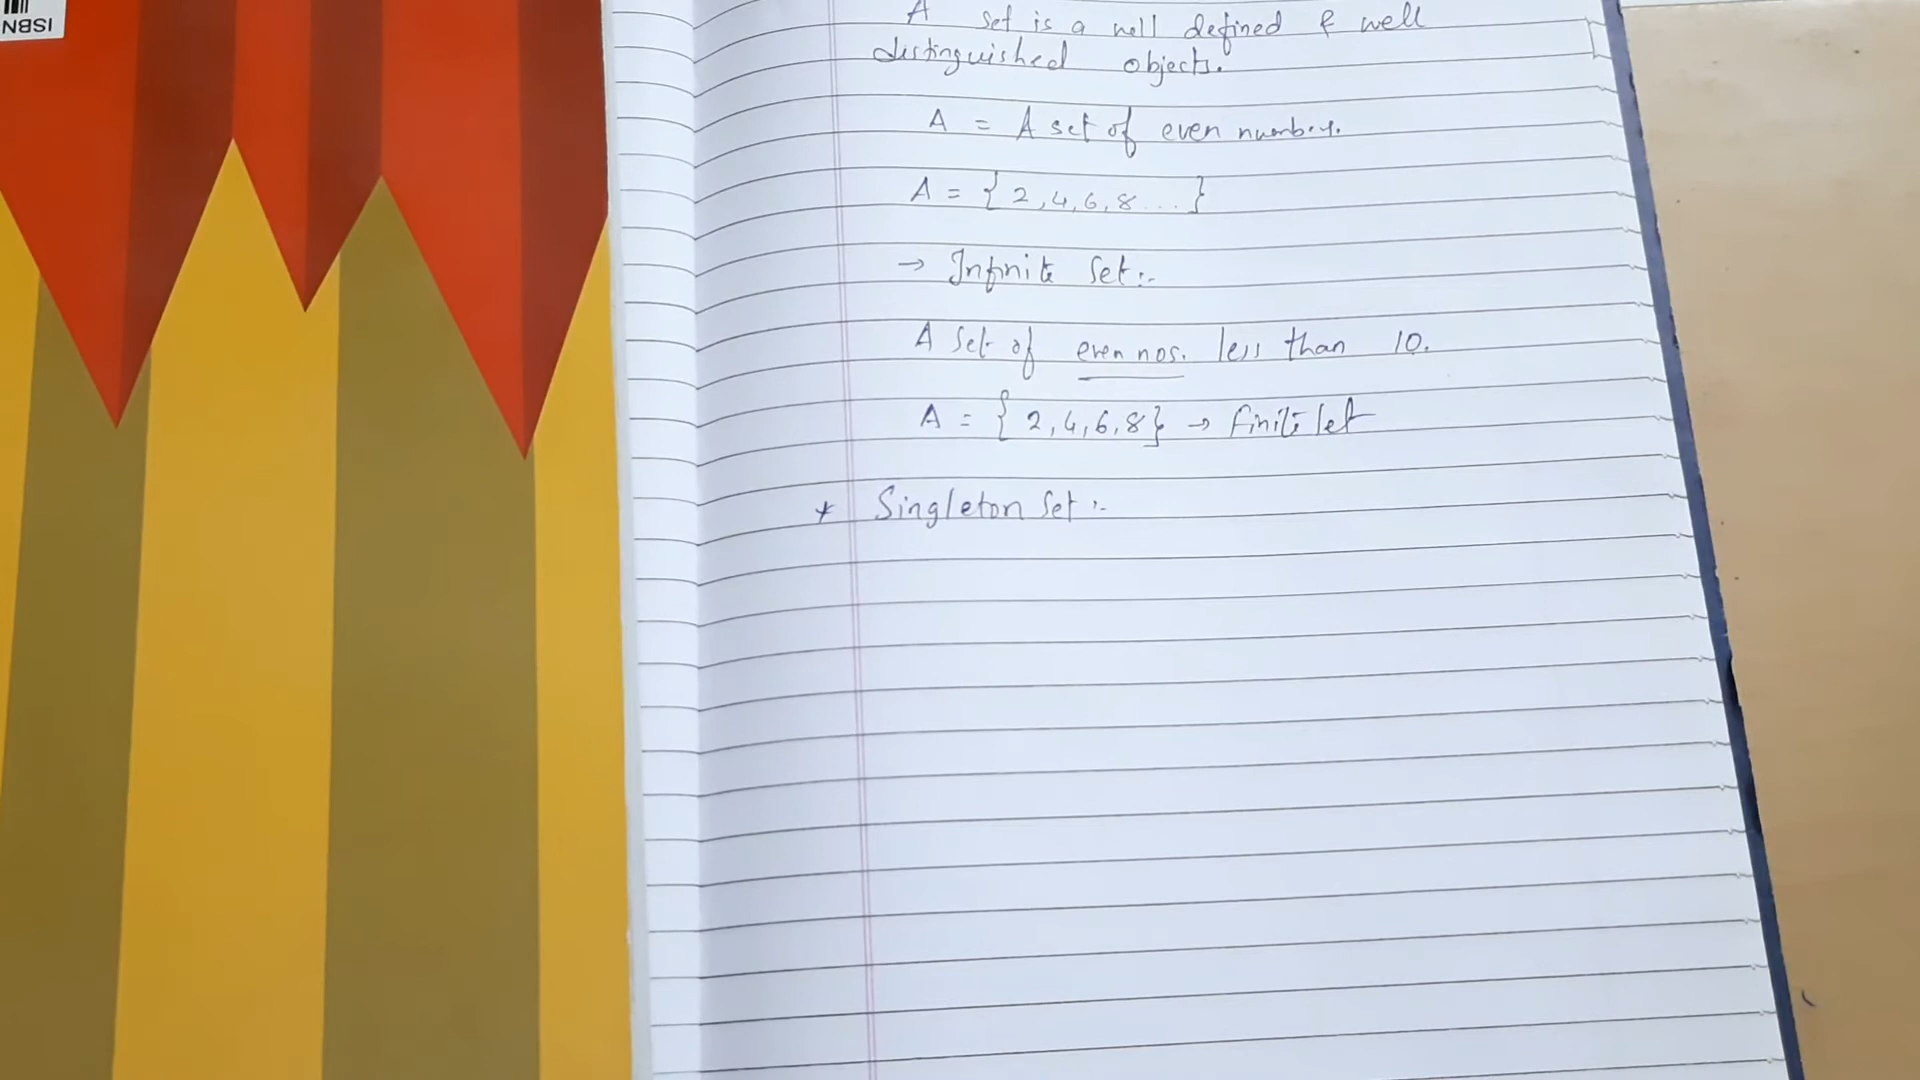 ISBN
A set is a well defined & well
distinguished objects.
A = A set of even numbers.
A = { 2,4,6,8 ... }
→ Infinite Set:-
A set of even nos. less than 10.
A = { 2,4,6,8} → finite set
* Singleton Set :-